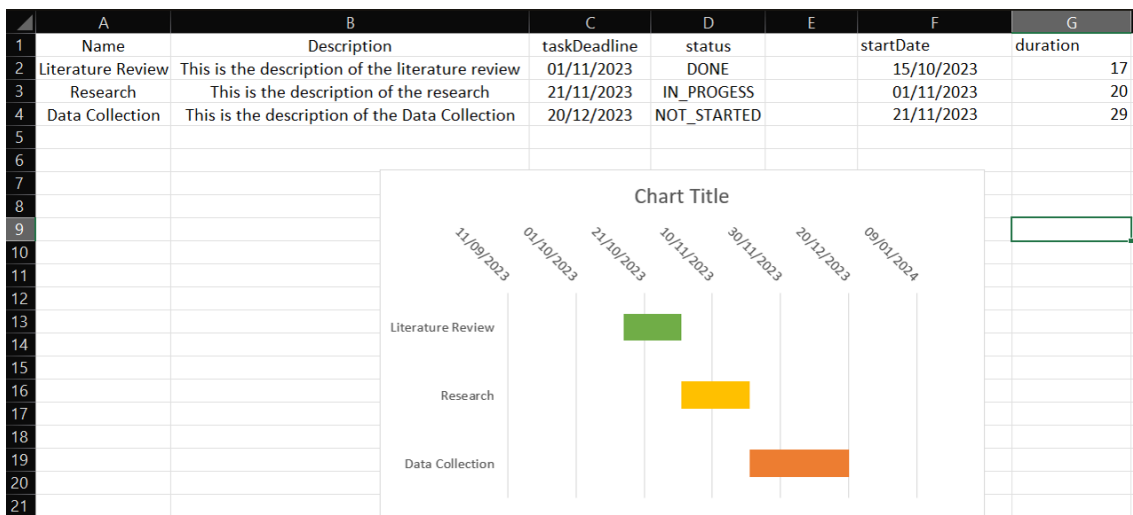 A B C D E F G
1 Name Description taskDeadline status startDate duration
2 Literature Review This is the description of the literature review 01/11/2023 DONE 15/10/2023 17
3 Research This is the description of the research 21/11/2023 IN_PROGESS 01/11/2023 20
4 Data Collection This is the description of the Data Collection 20/12/2023 NOT_STARTED 21/11/2023 29
5
6
7
8
9
10
11
12
13
14
15
16
17
18
19
20
21
Chart Title
11/09/2023 01/10/2023 21/10/2023 10/11/2023 30/11/2023 20/12/2023 09/01/2024
Literature Review
Research
Data Collection